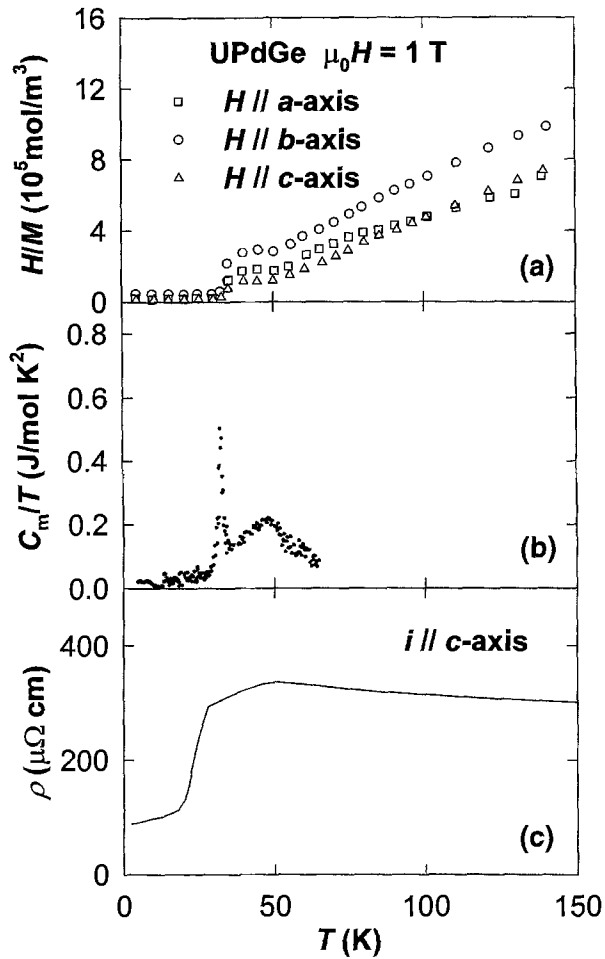 16
UPdGe μ₀H = 1 T
12
H // a-axis
H // b-axis
8
H // c-axis
4
(a)
0
H/M (10⁵mol/m³)
0.8
0.6
0.4
0.2
(b)
0.0
Cₘ/T (J/mol K²)
i // c-axis
400
200
(c)
0
ρ (μΩ cm)
0 50 100 150
T (K)